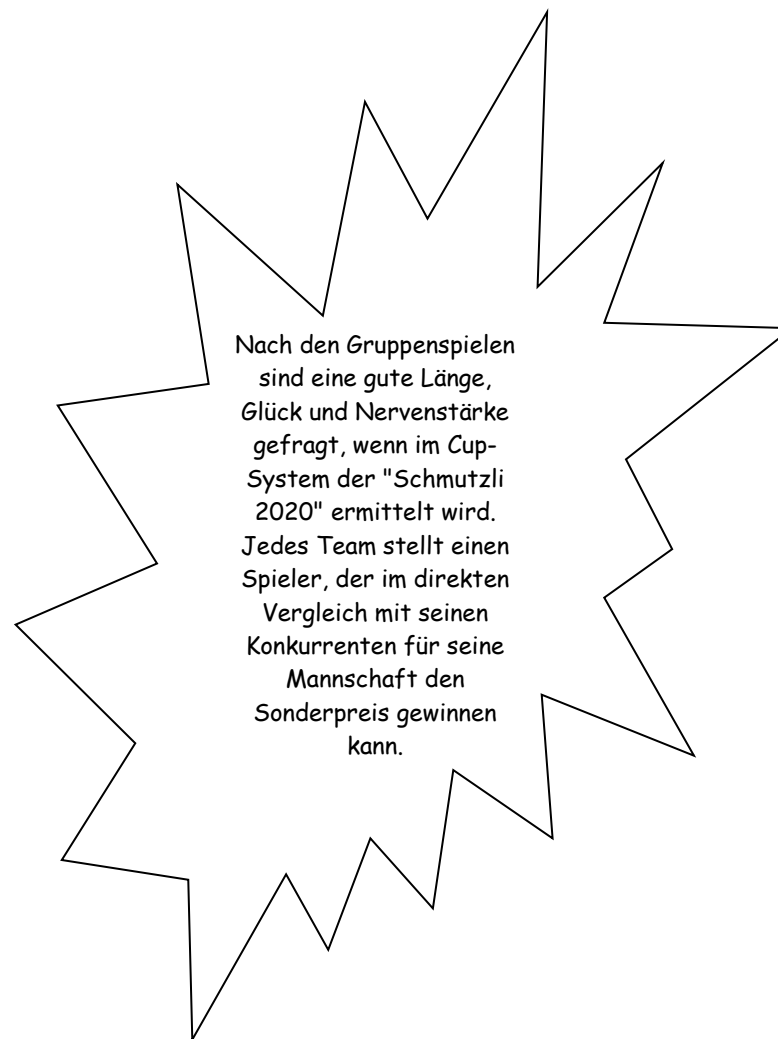 Nach den Gruppenspielen
sind eine gute Länge,
Glück und Nervenstärke
gefragt, wenn im Cup-
System der "Schmutzli
2020" ermittelt wird.
Jedes Team stellt einen
Spieler, der im direkten
Vergleich mit seinen
Konkurrenten für seine
Mannschaft den
Sonderpreis gewinnen
kann.